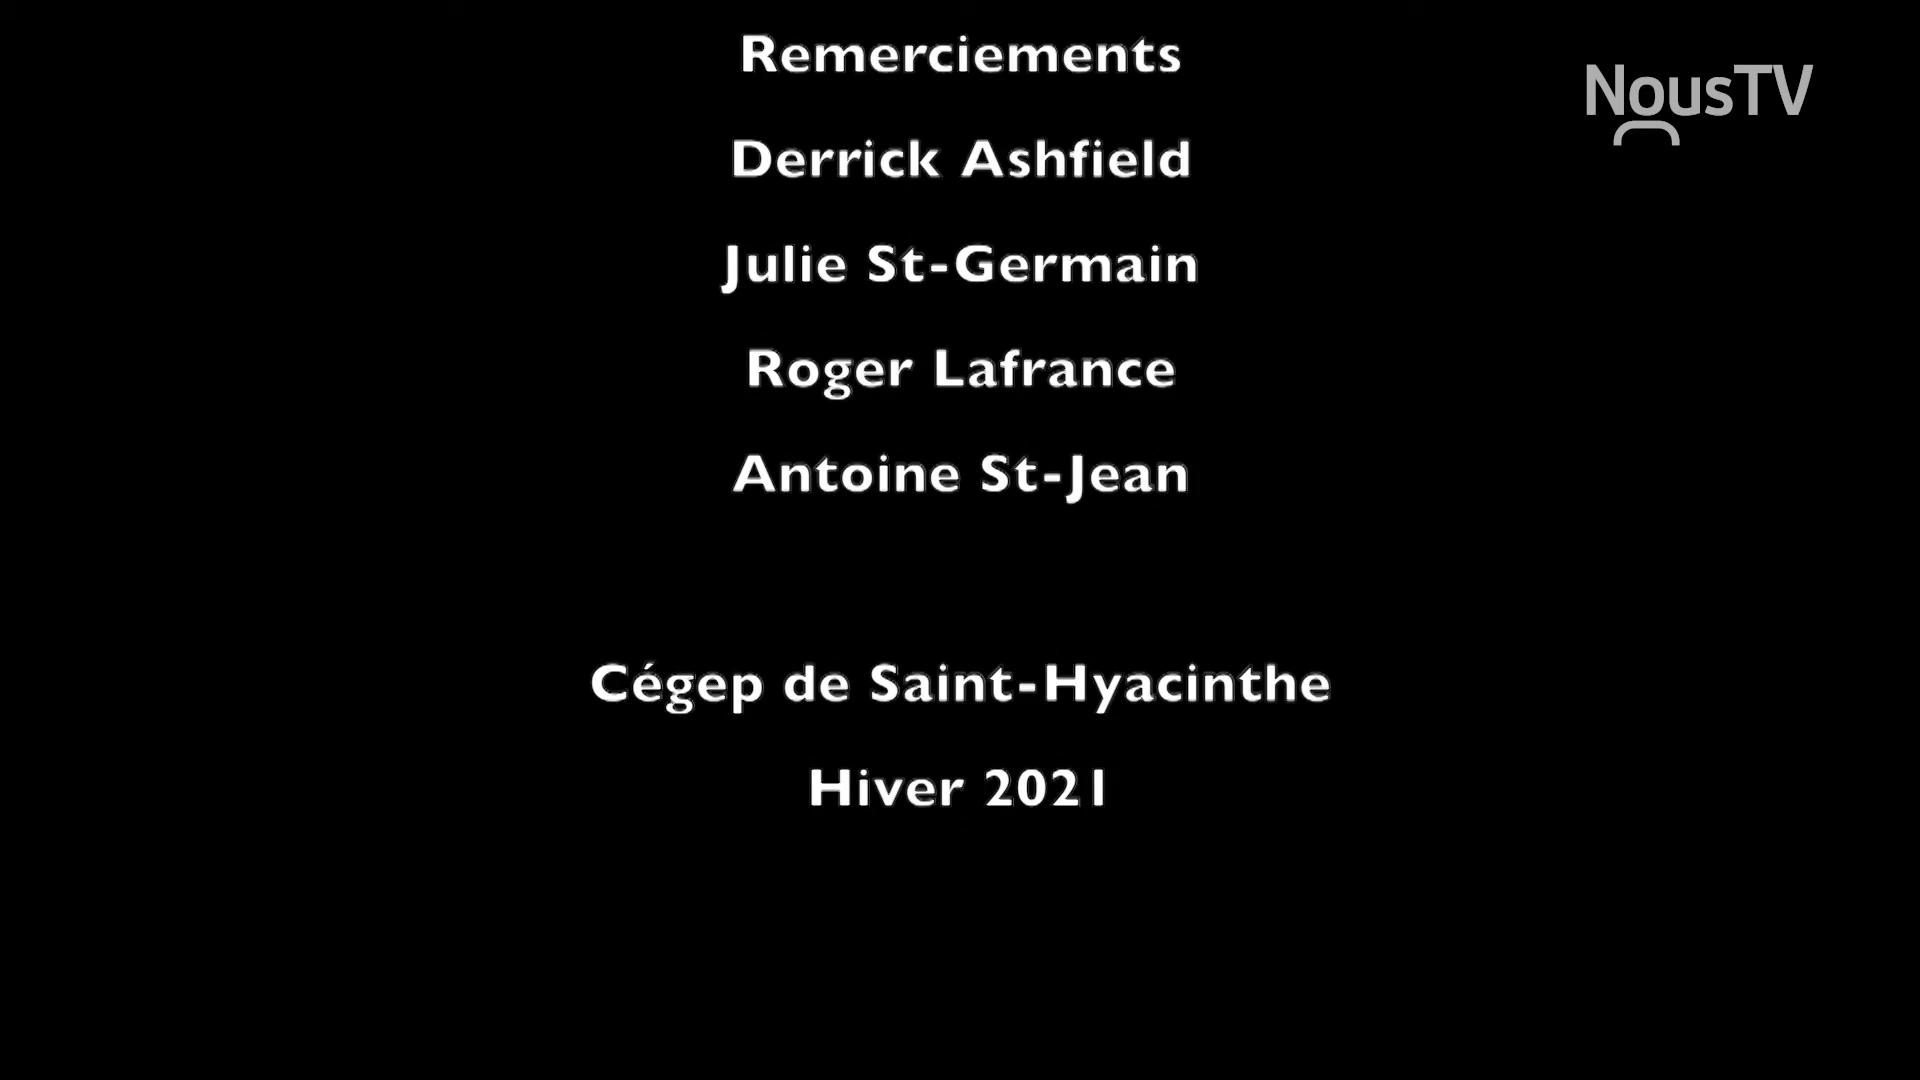 Remerciements
NousTV
Derrick Ashfield
Julie St-Germain
Roger Lafrance
Antoine St-Jean
Cégep de Saint-Hyacinthe
Hiver 2021